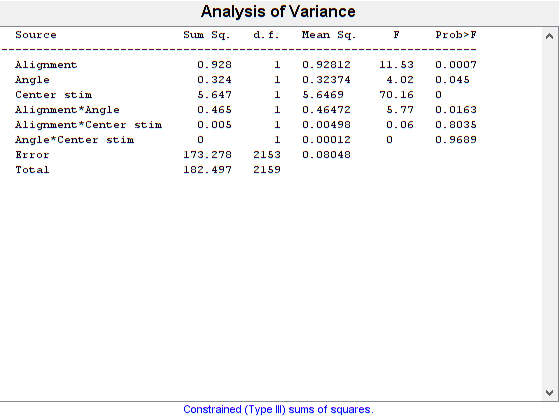 Analysis of Variance
Source Sum Sq. d.f. Mean Sq. F Prob>F
Alignment 0.928 1 0.92812 11.53 0.0007
Angle 0.324 1 0.32374 4.02 0.045
Center stim 5.647 1 5.6469 70.16 0
Alignment*Angle 0.465 1 0.46472 5.77 0.0163
Alignment*Center stim 0.005 1 0.00498 0.06 0.8035
Angle*Center stim 0 1 0.00012 0 0.9689
Error 173.278 2153 0.08048
Total 182.497 2159
Constrained (Type III) sums of squares.